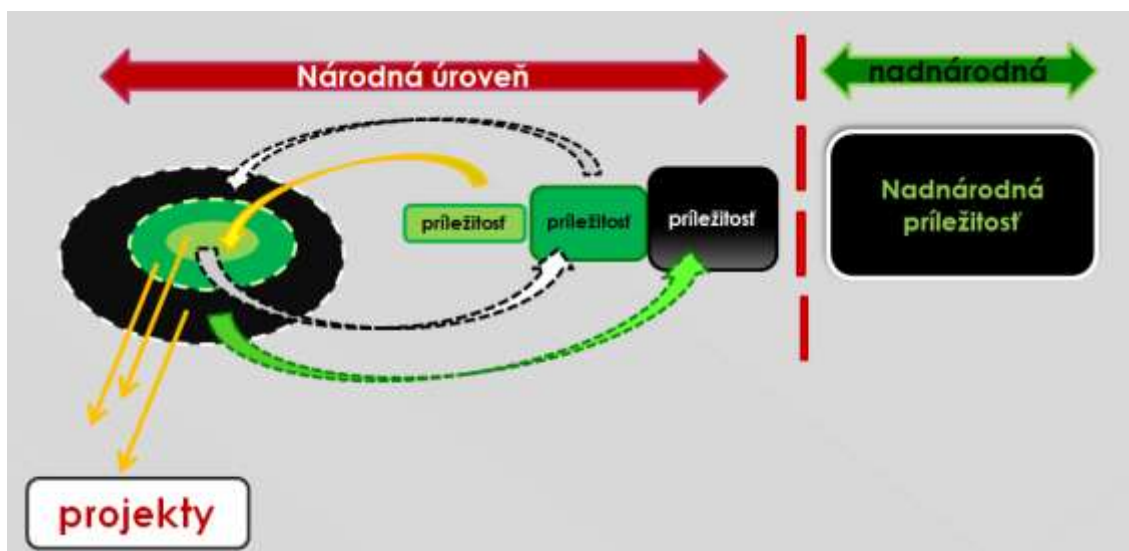 Národná úroveň
nadnárodná
príležitosť
príležitosť
príležitosť
Nadnárodná
príležitosť
projekty